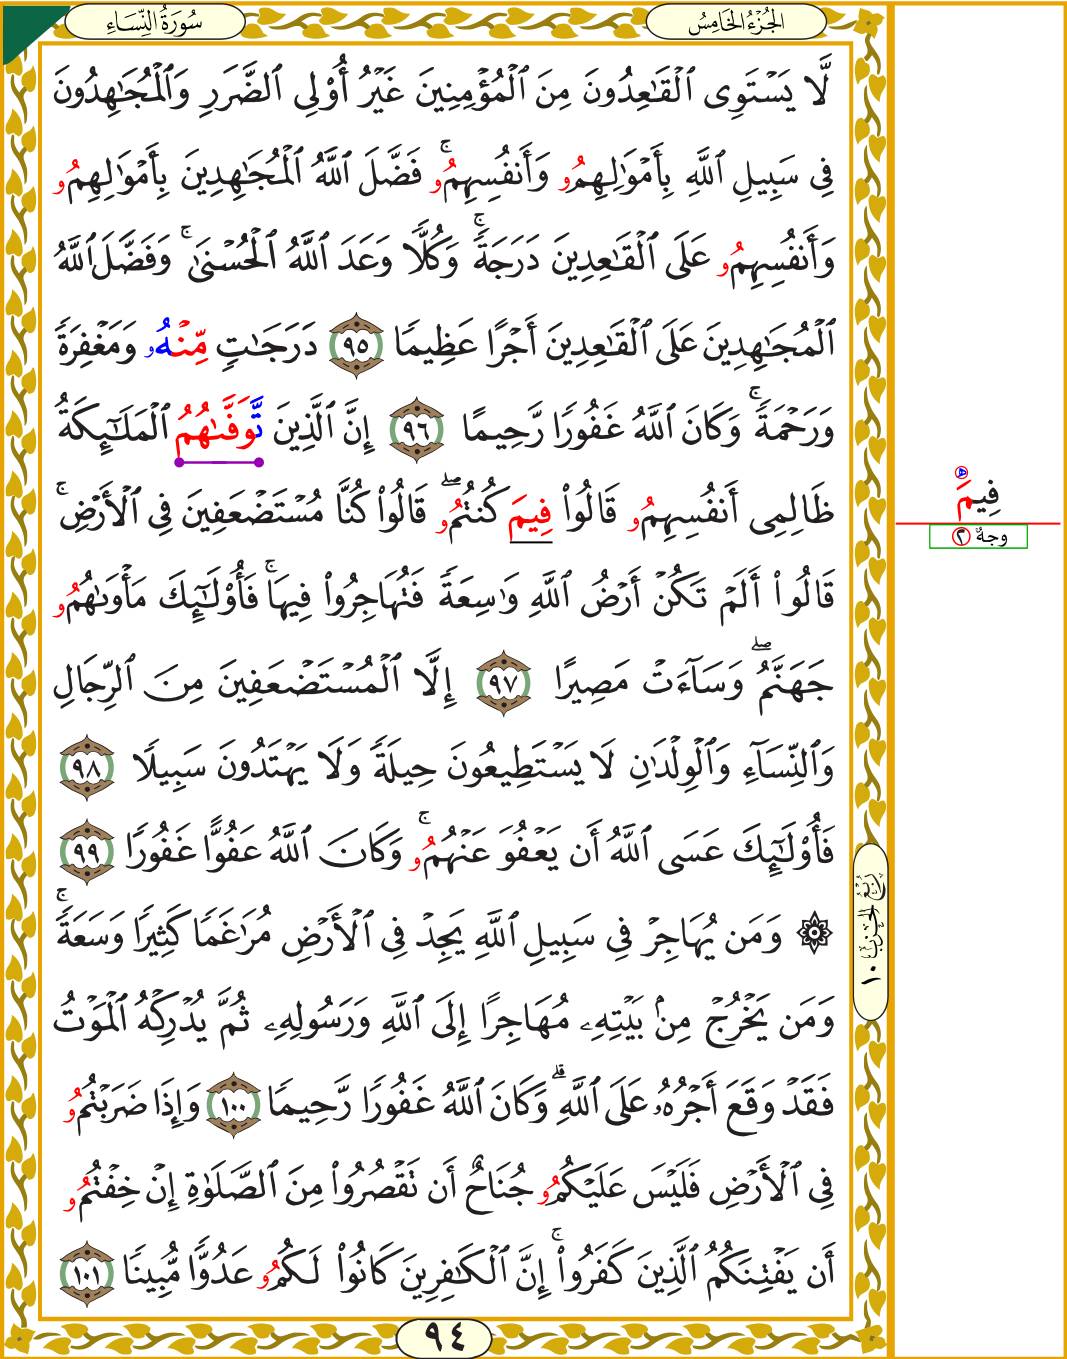 الجُزْءُ الخَامِسُ
سُورَةُ النِّسَاءِ
لَّا يَسْتَوِى ٱلْقَٰعِدُونَ مِنَ ٱلْمُؤْمِنِينَ غَيْرُ أُو۟لِى ٱلضَّرَرِ وَٱلْمُجَٰهِدُونَ
فِى سَبِيلِ ٱللَّهِ بِأَمْوَٰلِهِمُۥ وَأَنفُسِهِمُۥ ۚ فَضَّلَ ٱللَّهُ ٱلْمُجَٰهِدِينَ بِأَمْوَٰلِهِمُۥ
وَأَنفُسِهِمُۥ عَلَى ٱلْقَٰعِدِينَ دَرَجَةً ۚ وَكُلًّا وَعَدَ ٱللَّهُ ٱلْحُسْنَىٰ ۚ وَفَضَّلَ ٱللَّهُ
ٱلْمُجَٰهِدِينَ عَلَى ٱلْقَٰعِدِينَ أَجْرًا عَظِيمًا ٩٥ دَرَجَٰتٍ مِّنْهُۥ وَمَغْفِرَةً
وَرَحْمَةً ۚ وَكَانَ ٱللَّهُ غَفُورًا رَّحِيمًا ٩٦ إِنَّ ٱلَّذِينَ تَّوَفَّىٰهُمُ ٱلْمَلَٰٓئِكَةُ
ظَالِمِى أَنفُسِهِمُۥ قَالُوا۟ فِيمَ كُنتُمُۥ ۖ قَالُوا۟ كُنَّا مُسْتَضْعَفِينَ فِى ٱلْأَرْضِ ۚ
قَالُوٓا۟ أَلَمْ تَكُنْ أَرْضُ ٱللَّهِ وَٰسِعَةً فَتُهَاجِرُوا۟ فِيهَا ۚ فَأُو۟لَٰٓئِكَ مَأْوَىٰهُمُۥ
جَهَنَّمُ ۖ وَسَآءَتْ مَصِيرًا ٩٧ إِلَّا ٱلْمُسْتَضْعَفِينَ مِنَ ٱلرِّجَالِ
وَٱلنِّسَآءِ وَٱلْوِلْدَٰنِ لَا يَسْتَطِيعُونَ حِيلَةً وَلَا يَهْتَدُونَ سَبِيلًا ٩٨
فَأُو۟لَٰٓئِكَ عَسَى ٱللَّهُ أَن يَعْفُوَ عَنْهُمُۥ ۚ وَكَانَ ٱللَّهُ عَفُوًّا غَفُورًا ٩٩
۞ وَمَن يُهَاجِرْ فِى سَبِيلِ ٱللَّهِ يَجِدْ فِى ٱلْأَرْضِ مُرَٰغَمًا كَثِيرًا وَسَعَةً ۚ
وَمَن يَخْرُجْ مِنۢ بَيْتِهِۦ مُهَاجِرًا إِلَى ٱللَّهِ وَرَسُولِهِۦ ثُمَّ يُدْرِكْهُ ٱلْمَوْتُ
فَقَدْ وَقَعَ أَجْرُهُۥ عَلَى ٱللَّهِ ۗ وَكَانَ ٱللَّهُ غَفُورًا رَّحِيمًا ١٠٠ وَإِذَا ضَرَبْتُمُۥ
فِى ٱلْأَرْضِ فَلَيْسَ عَلَيْكُمُۥ جُنَاحٌ أَن تَقْصُرُوا۟ مِنَ ٱلصَّلَوٰةِ إِنْ خِفْتُمُۥ
أَن يَفْتِنَكُمُ ٱلَّذِينَ كَفَرُوٓا۟ ۚ إِنَّ ٱلْكَٰفِرِينَ كَانُوا۟ لَكُمُۥ عَدُوًّا مُّبِينًا ١٠١
٩٤
فِيمَ ه
وجهٌ ٢
رُبْعُ الحِزْبِ ١٠